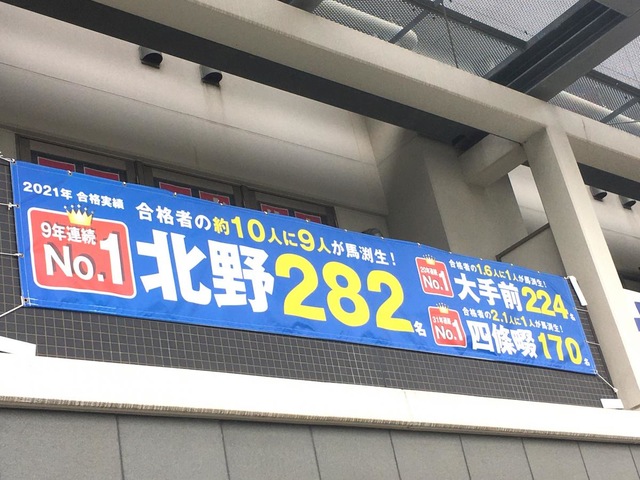 2021年 合格実績
9年連続
No.1
合格者の約10人に9人が馬渕生!
北野282名
No.1
合格者の1.6人に1人が馬渕生!
大手前224名
No.1
合格者の2.1人に1人が馬渕生!
四條畷170名